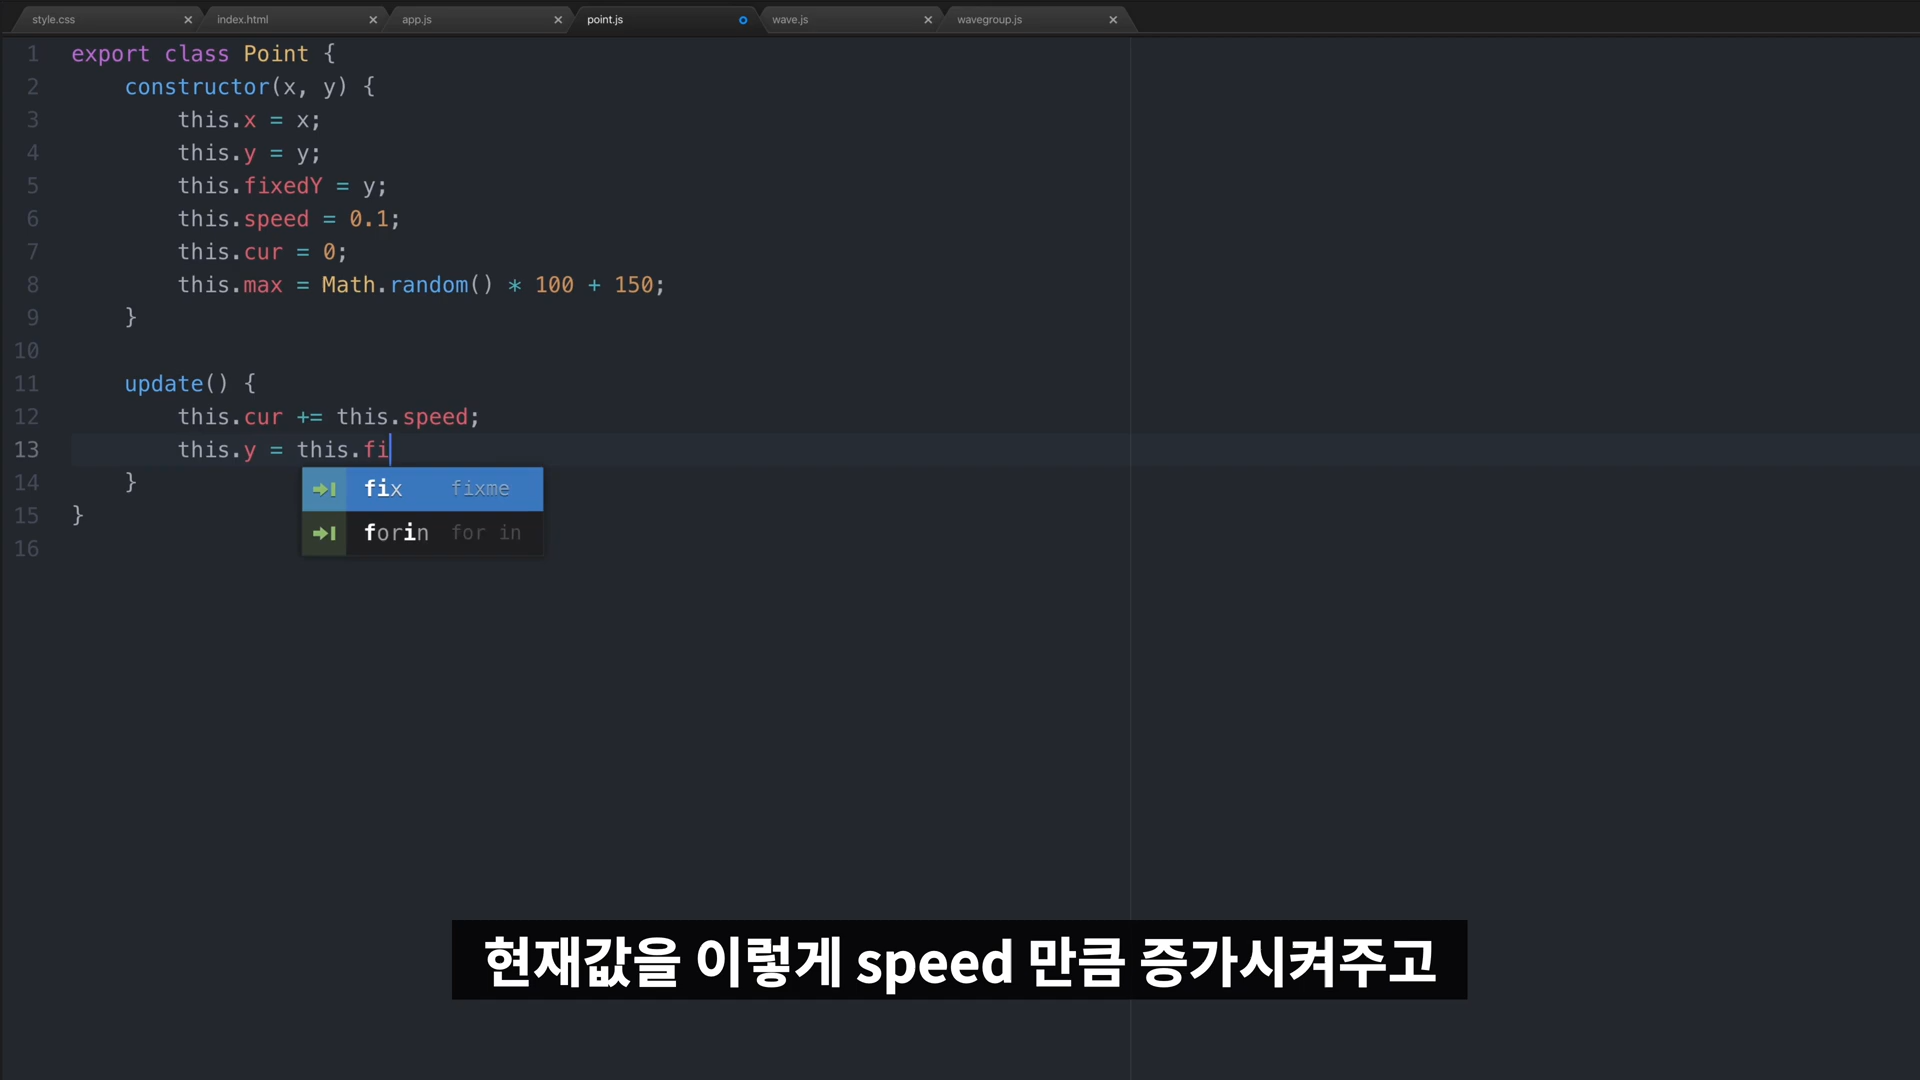 style.css index.html app.js point.js wave.js wavegroup.js
1 export class Point {
2 constructor(x, y) {
3 this.x = x;
4 this.y = y;
5 this.fixedY = y;
6 this.speed = 0.1;
7 this.cur = 0;
8 this.max = Math.random() * 100 + 150;
9 }
10
11 update() {
12 this.cur += this.speed;
13 this.y = this.fi
fix fixme
14 }
15 }
forin for in
16
현재값을 이렇게 speed 만큼 증가시켜주고